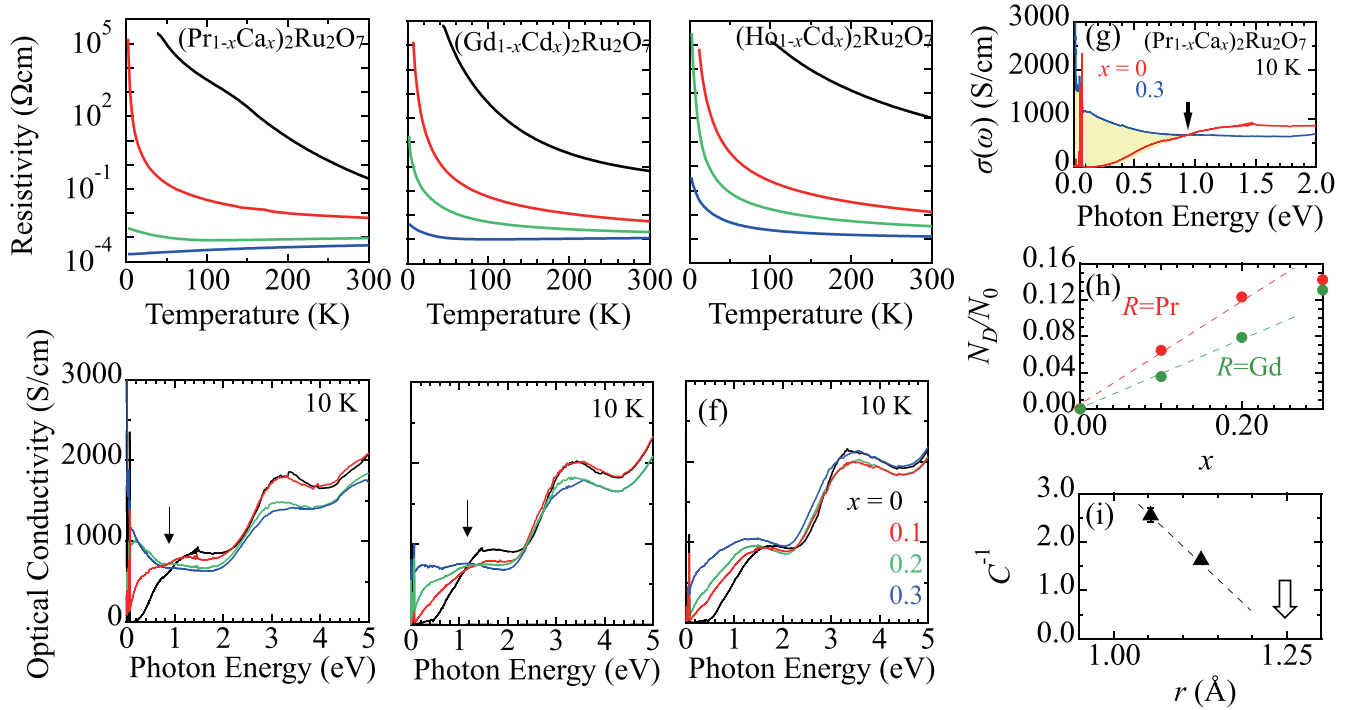 (Pr1-xCax)2Ru2O7
10^5
10^2
10^-1
10^-4
Resistivity (Ωcm)
0 100 200 300
Temperature (K)
(Gd1-xCdx)2Ru2O7
0 100 200 300
Temperature (K)
(Ho1-xCdx)2Ru2O7
0 100 200 300
Temperature (K)
(g) (Pr1-xCax)2Ru2O7
x = 0 10 K
0.3
3000
2000
1000
0
σ(ω) (S/cm)
0.0 0.5 1.0 1.5 2.0
Photon Energy (eV)
(h)
R=Pr
R=Gd
0.16
0.12
0.08
0.04
0.00
ND/N0
0.00 0.20
x
10 K
3000
2000
1000
0
Optical Conductivity (S/cm)
0 1 2 3 4 5
Photon Energy (eV)
10 K
0 1 2 3 4 5
Photon Energy (eV)
(f) 10 K
x = 0
0.1
0.2
0.3
0 1 2 3 4 5
Photon Energy (eV)
(i)
3.0
2.0
1.0
0.0
C^-1
1.00 1.25
r (Å)